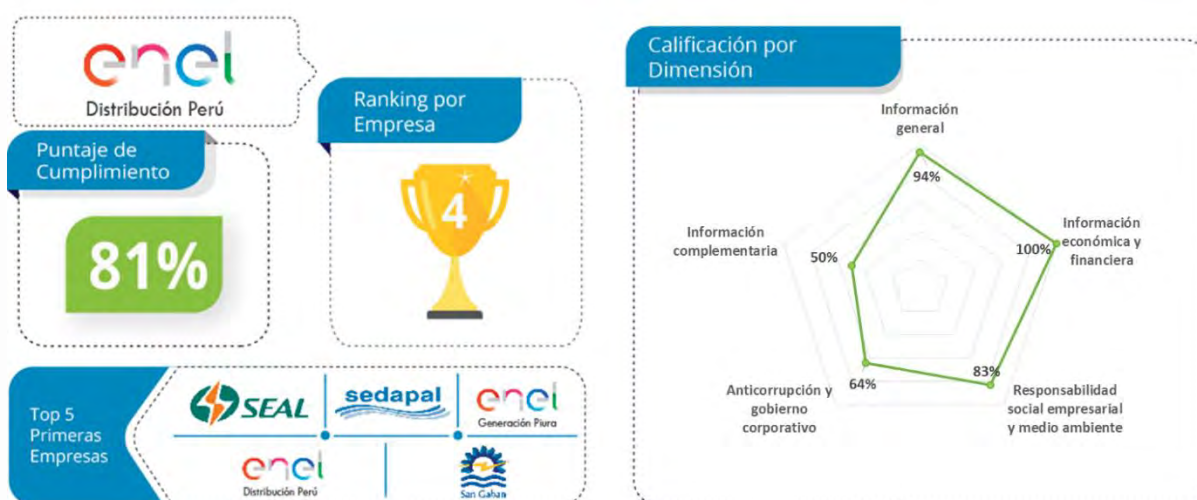 enel
Distribución Perú
Puntaje de
Cumplimiento
81%
Ranking por
Empresa
4
Top 5
Primeras
Empresas
SEAL
sedapal
enel
Generación Piura
enel
Distribución Perú
San Gaban
Calificación por
Dimensión
Información
general
94%
Información
económica y
financiera
100%
Responsabilidad
social empresarial
y medio ambiente
83%
Anticorrupción y
gobierno
corporativo
64%
Información
complementaria
50%